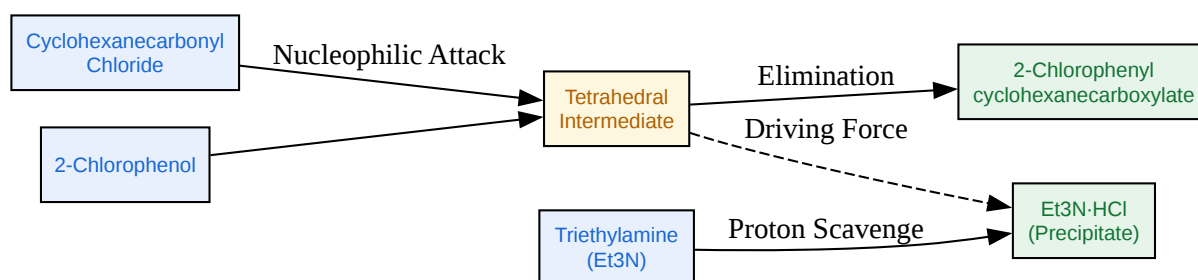 Cyclohexanecarbonyl
Chloride
Nucleophilic Attack
2-Chlorophenol
Tetrahedral
Intermediate
Elimination
2-Chlorophenyl
cyclohexanecarboxylate
Driving Force
Triethylamine
(Et3N)
Proton Scavenge
Et3N·HCl
(Precipitate)